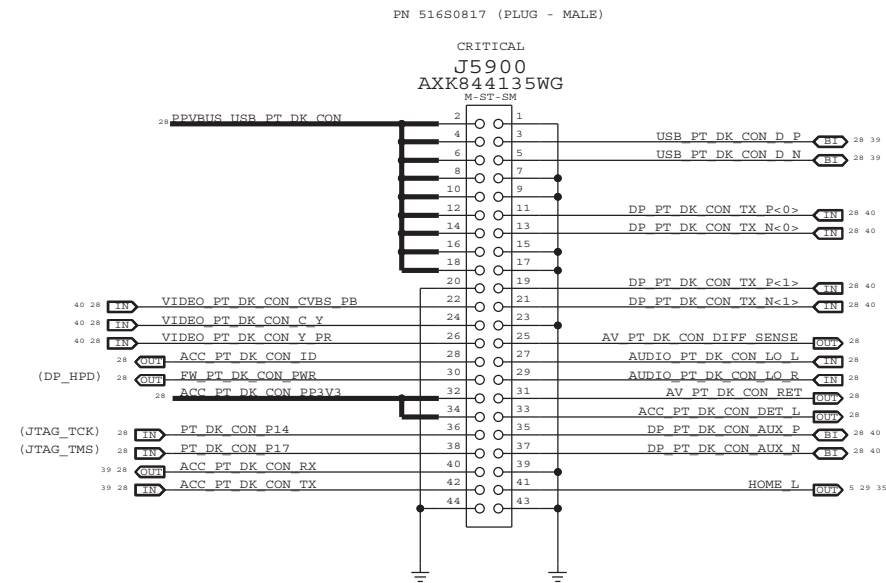 PN 516S0817 (PLUG - MALE)
CRITICAL
J5900
AXK844135WG
M-ST-SM
28 PPVBUS_USB_PT_DK_CON 2 1
4 3 USB_PT_DK_CON_D_P BI 28 39
6 5 USB_PT_DK_CON_D_N BI 28 39
8 7
10 9
12 11 DP_PT_DK_CON_TX_P<0> IN 28 40
14 13 DP_PT_DK_CON_TX_N<0> IN 28 40
16 15
18 17
20 19 DP_PT_DK_CON_TX_P<1> IN 28 40
40 28 IN VIDEO_PT_DK_CON_CVBS_PB 22 21 DP_PT_DK_CON_TX_N<1> IN 28 40
40 28 IN VIDEO_PT_DK_CON_C_Y 24 23
40 28 IN VIDEO_PT_DK_CON_Y_PR 26 25 AV_PT_DK_CON_DIFF_SENSE OUT 28
28 OUT ACC_PT_DK_CON_ID 28 27 AUDIO_PT_DK_CON_LO_L IN 28
(DP_HPD) 28 OUT FW_PT_DK_CON_PWR 30 29 AUDIO_PT_DK_CON_LO_R IN 28
28 ACC_PT_DK_CON_PP3V3 32 31 AV_PT_DK_CON_RET OUT 28
34 33 ACC_PT_DK_CON_DET_L OUT 28
(JTAG_TCK) 28 IN PT_DK_CON_P14 36 35 DP_PT_DK_CON_AUX_P BI 28 40
(JTAG_TMS) 28 IN PT_DK_CON_P17 38 37 DP_PT_DK_CON_AUX_N BI 28 40
39 28 OUT ACC_PT_DK_CON_RX 40 39
39 28 IN ACC_PT_DK_CON_TX 42 41 HOME_L OUT 5 29 35
44 43